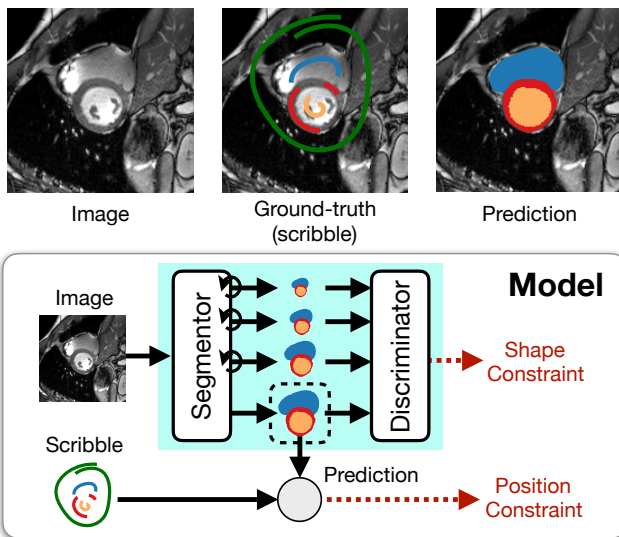 Image
Ground-truth
(scribble)
Prediction
Model
Image
Segmentor
Discriminator
Shape
Constraint
Scribble
Prediction
Position
Constraint